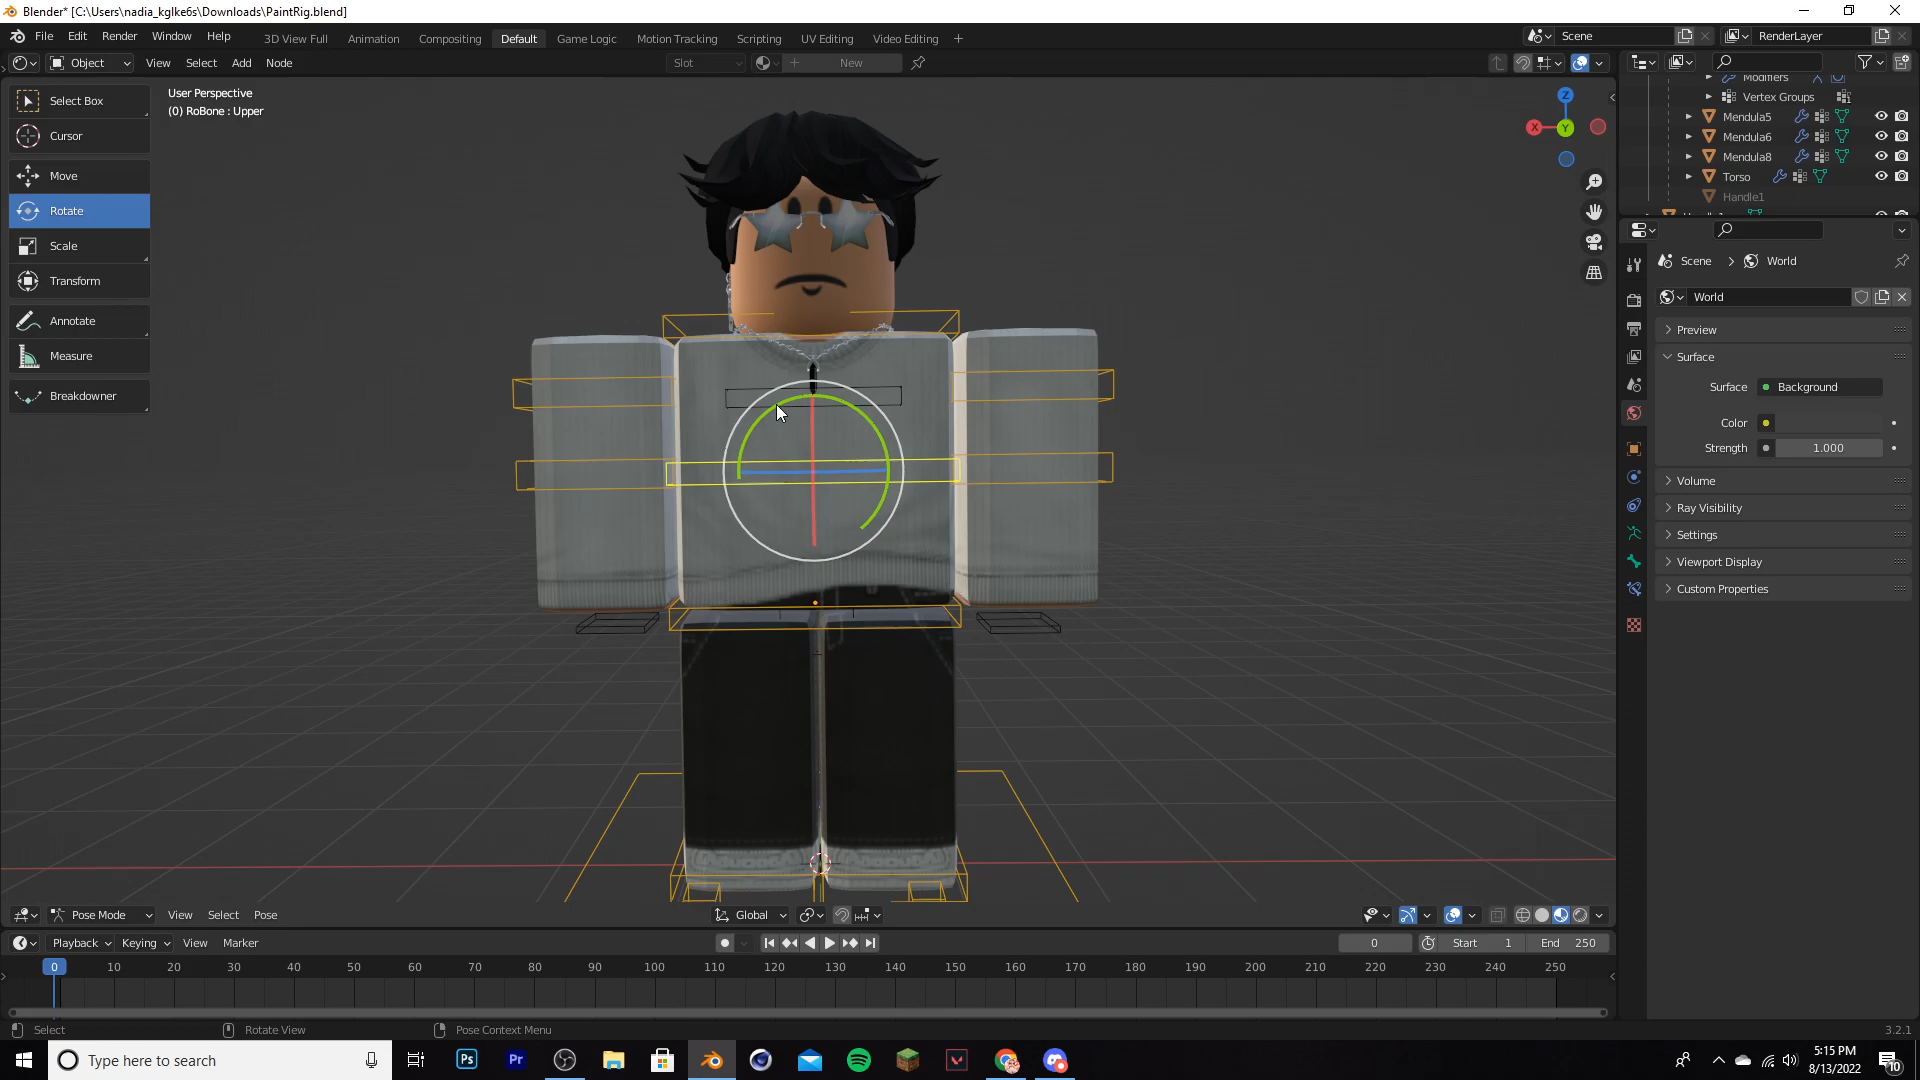 Blender* [C:\Users\nadia_kglke6s\Downloads\PaintRig.blend]
File Edit Render Window Help
3D View Full Animation Compositing Default Game Logic Motion Tracking Scripting UV Editing Video Editing +
Scene
RenderLayer
Object View Select Add Node
Slot
New
Select Box
Cursor
Move
Rotate
Scale
Transform
Annotate
Measure
Breakdowner
User Perspective
(0) RoBone : Upper
Z
X
Y
Modifiers
Vertex Groups
Mendula5
Mendula6
Mendula8
Torso
Handle1
Scene > World
World
Preview
Surface
Surface Background
Color
Strength 1.000
Volume
Ray Visibility
Settings
Viewport Display
Custom Properties
Pose Mode View Select Pose
Global
Playback Keying View Marker
0
Start 1
End 250
0 10 20 30 40 50 60 70 80 90 100 110 120 130 140 150 160 170 180 190 200 210 220 230 240 250
Select
Rotate View
Pose Context Menu
3.2.1
Type here to search
Ps
Pr
5:15 PM
8/13/2022
10